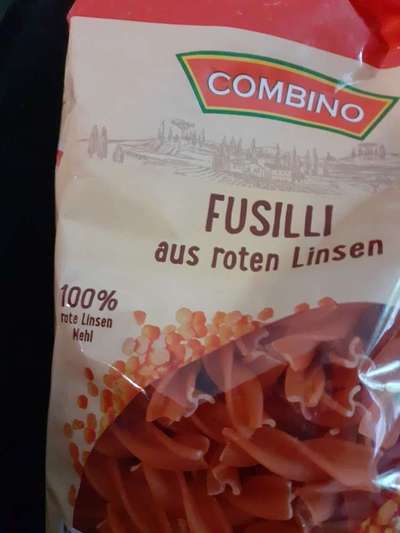 COMBINO
FUSILLI
aus roten Linsen
100%
rote Linsen
Mehl